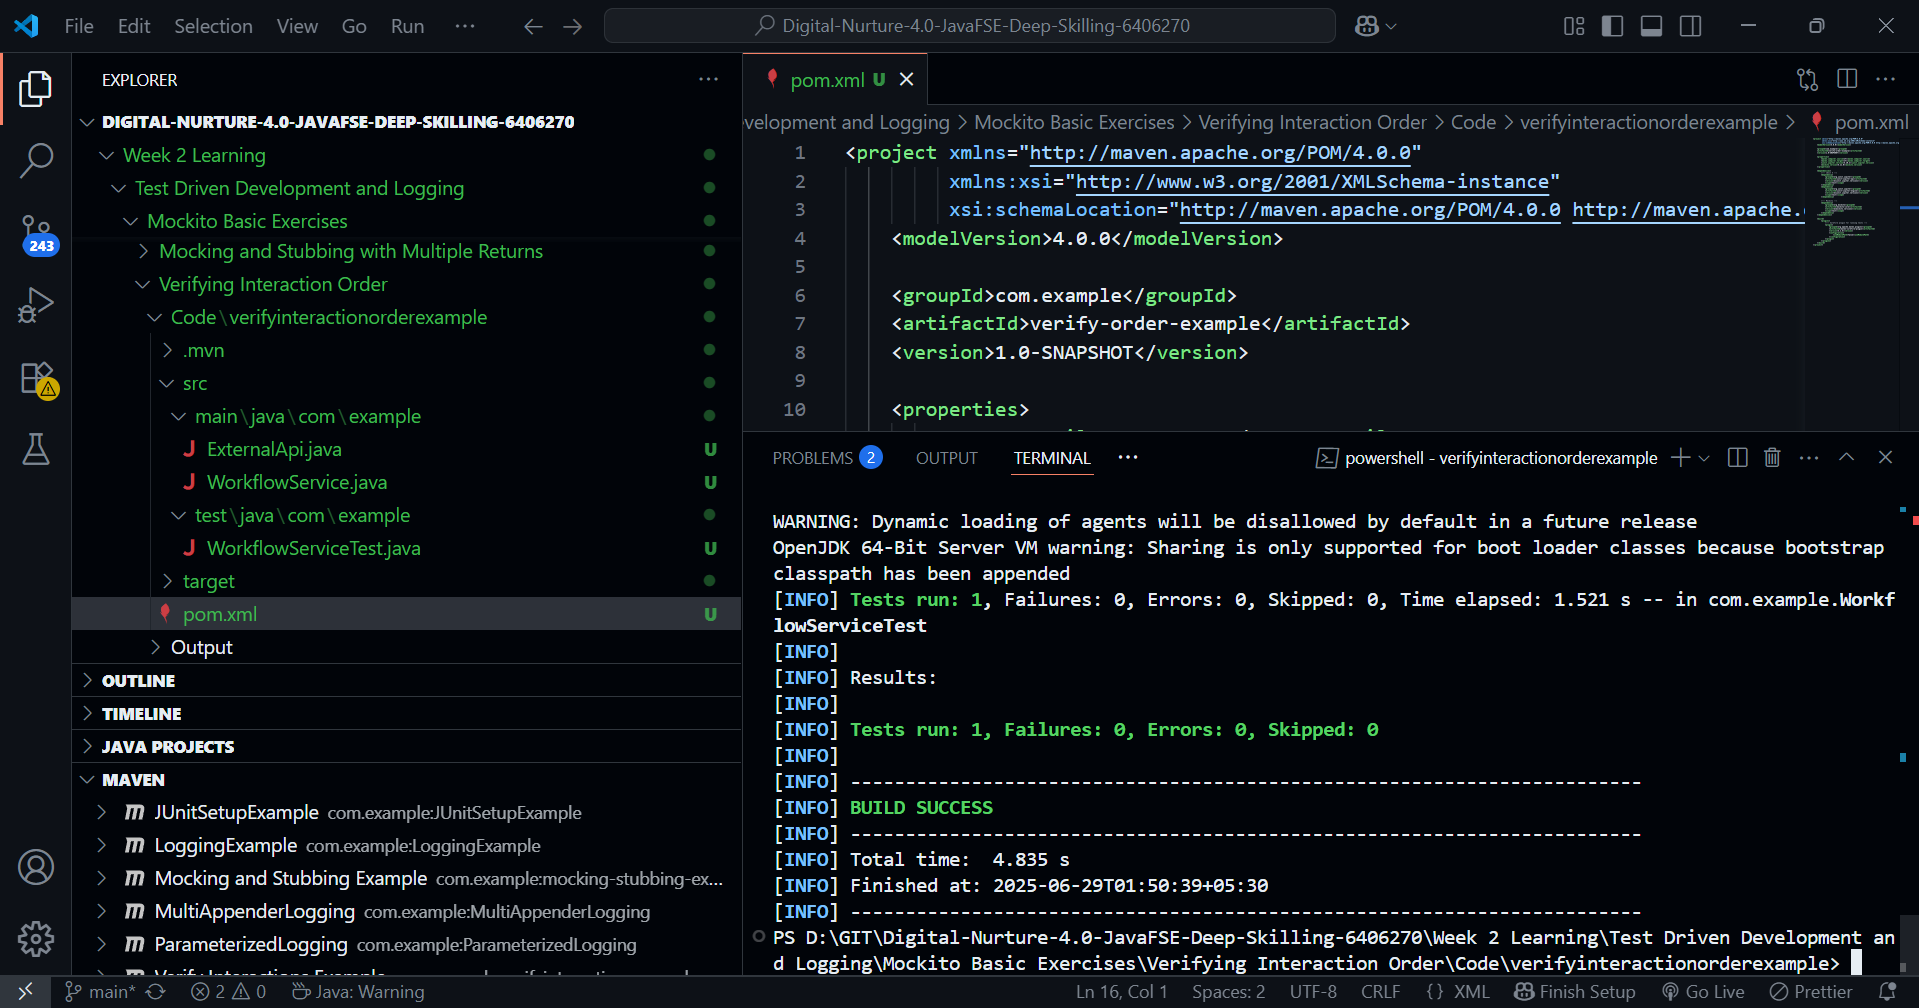 File Edit Selection View Go Run ···
Digital-Nurture-4.0-JavaFSE-Deep-Skilling-6406270
EXPLORER
DIGITAL-NURTURE-4.0-JAVAFSE-DEEP-SKILLING-6406270
Week 2 Learning
Test Driven Development and Logging
Mockito Basic Exercises
Mocking and Stubbing with Multiple Returns
Verifying Interaction Order
Code\verifyinteractionorderexample
.mvn
src
main\java\com\example
ExternalApi.java U
WorkflowService.java U
test\java\com\example
WorkflowServiceTest.java U
target
pom.xml U
Output
OUTLINE
TIMELINE
JAVA PROJECTS
MAVEN
JUnitSetupExample com.example:JUnitSetupExample
LoggingExample com.example:LoggingExample
Mocking and Stubbing Example com.example:mocking-stubbing-ex...
MultiAppenderLogging com.example:MultiAppenderLogging
ParameterizedLogging com.example:ParameterizedLogging
243
pom.xml U
velopment and Logging > Mockito Basic Exercises > Verifying Interaction Order > Code > verifyinteractionorderexample > pom.xml
1 <project xmlns="http://maven.apache.org/POM/4.0.0"
2 xmlns:xsi="http://www.w3.org/2001/XMLSchema-instance"
3 xsi:schemaLocation="http://maven.apache.org/POM/4.0.0 http://maven.apache.
4 <modelVersion>4.0.0</modelVersion>
5
6 <groupId>com.example</groupId>
7 <artifactId>verify-order-example</artifactId>
8 <version>1.0-SNAPSHOT</version>
9
10 <properties>
PROBLEMS 2 OUTPUT TERMINAL ··· powershell - verifyinteractionorderexample
WARNING: Dynamic loading of agents will be disallowed by default in a future release
OpenJDK 64-Bit Server VM warning: Sharing is only supported for boot loader classes because bootstrap
classpath has been appended
[INFO] Tests run: 1, Failures: 0, Errors: 0, Skipped: 0, Time elapsed: 1.521 s -- in com.example.Workf
lowServiceTest
[INFO]
[INFO] Results:
[INFO]
[INFO] Tests run: 1, Failures: 0, Errors: 0, Skipped: 0
[INFO]
[INFO] ------------------------------------------------------------------------
[INFO] BUILD SUCCESS
[INFO] ------------------------------------------------------------------------
[INFO] Total time:  4.835 s
[INFO] Finished at: 2025-06-29T01:50:39+05:30
[INFO] ------------------------------------------------------------------------
PS D:\GIT\Digital-Nurture-4.0-JavaFSE-Deep-Skilling-6406270\Week 2 Learning\Test Driven Development an
d Logging\Mockito Basic Exercises\Verifying Interaction Order\Code\verifyinteractionorderexample>
main* 2 0 Java: Warning Ln 16, Col 1 Spaces: 2 UTF-8 CRLF {} XML Finish Setup Go Live Prettier